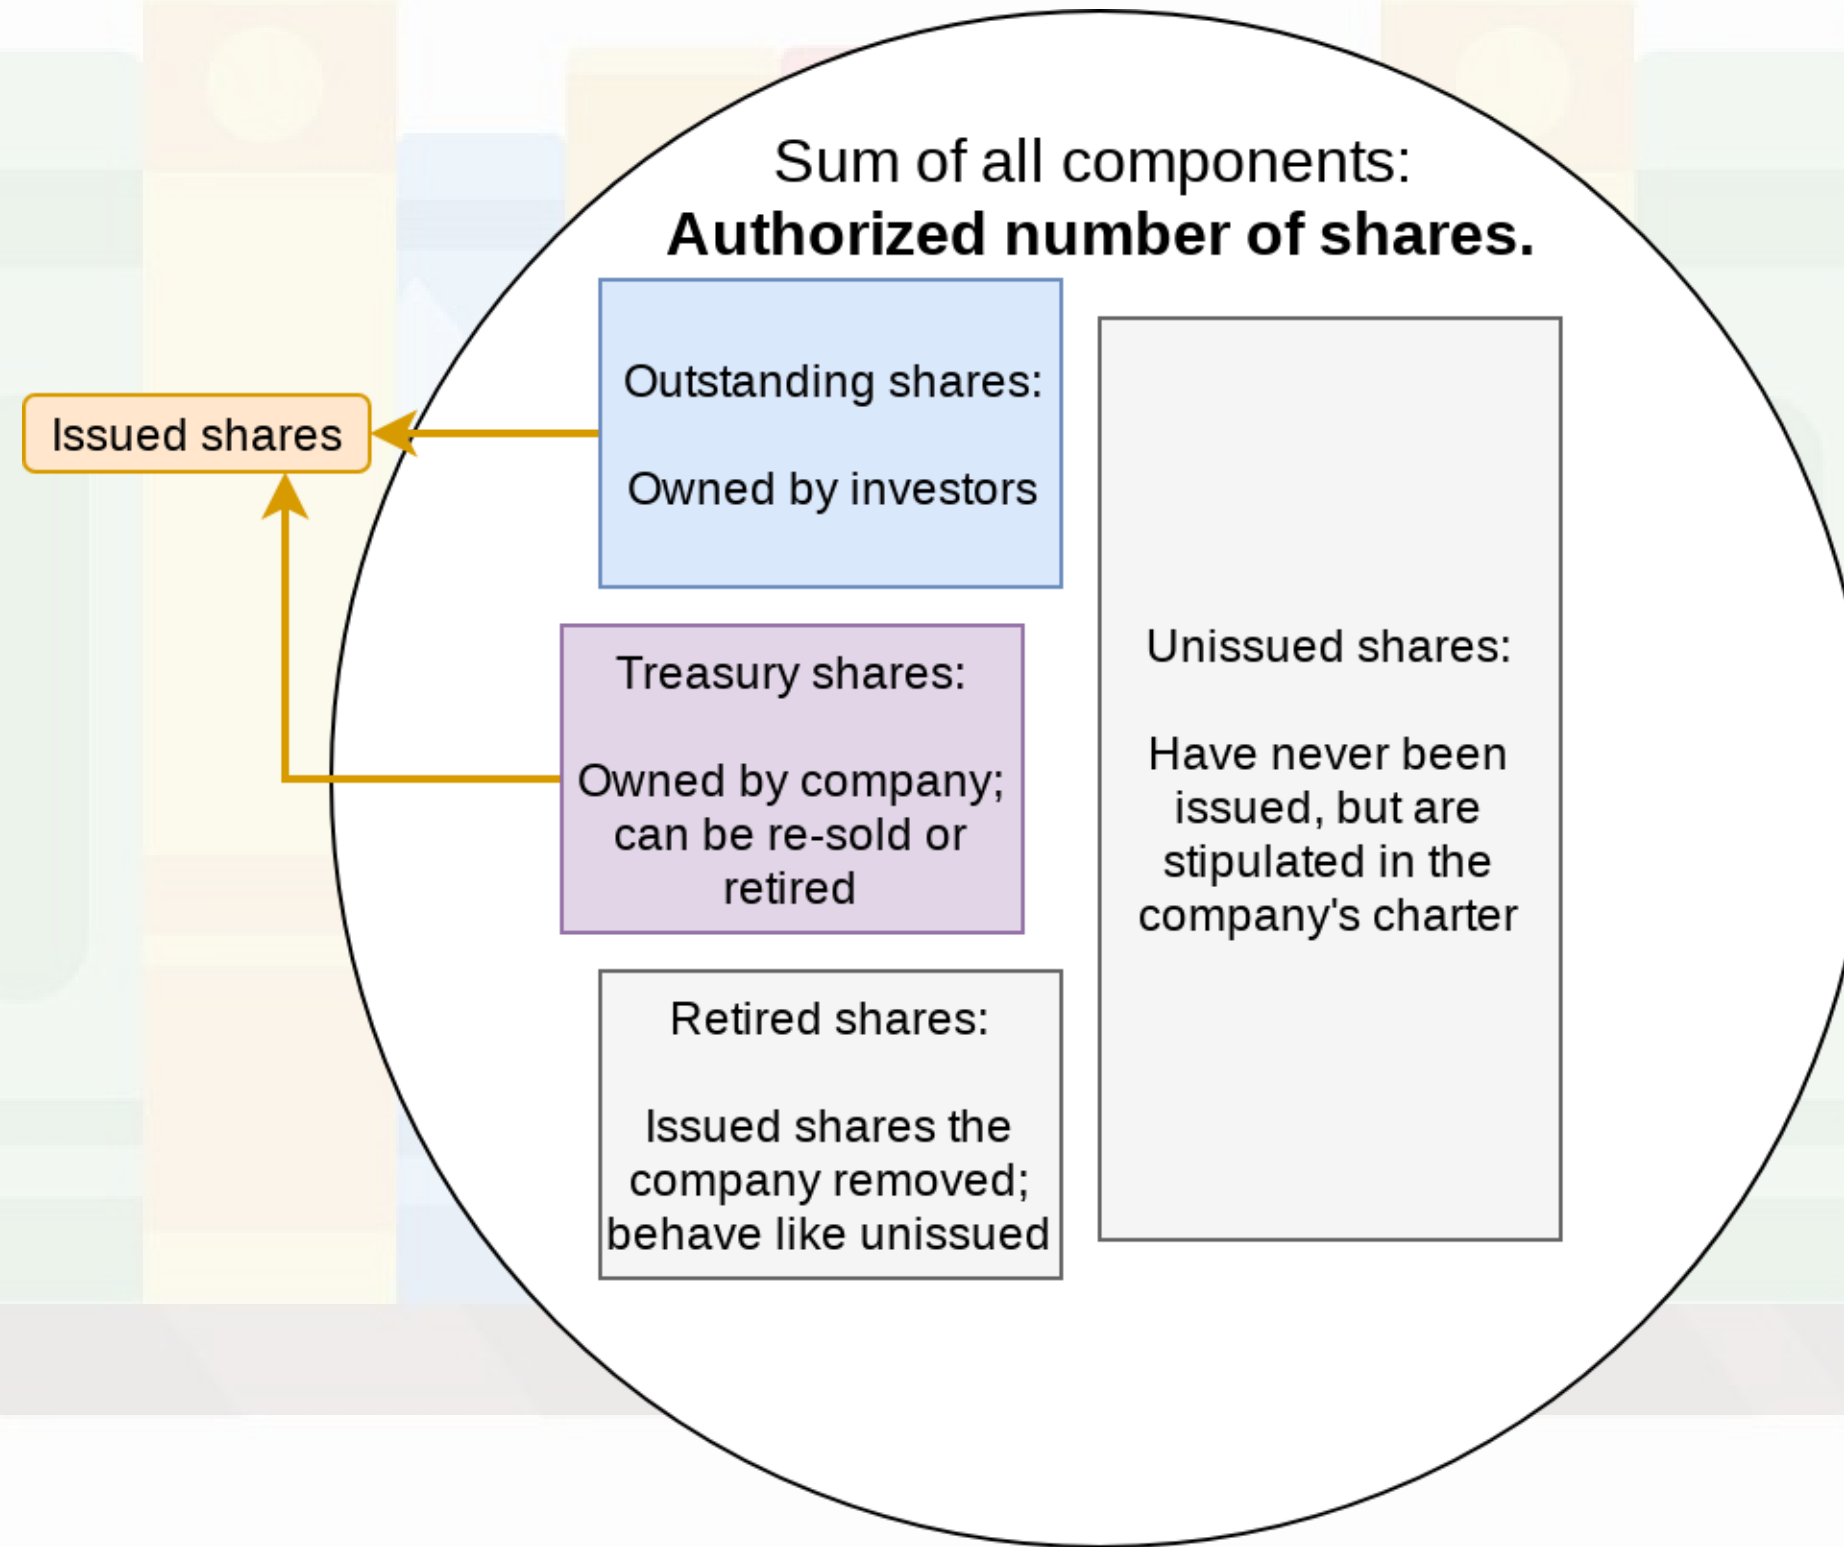 Sum of all components:
Authorized number of shares.
Issued shares
Outstanding shares:
Owned by investors
Treasury shares:
Owned by company;
can be re-sold or
retired
Retired shares:
Issued shares the
company removed;
behave like unissued
Unissued shares:
Have never been
issued, but are
stipulated in the
company's charter